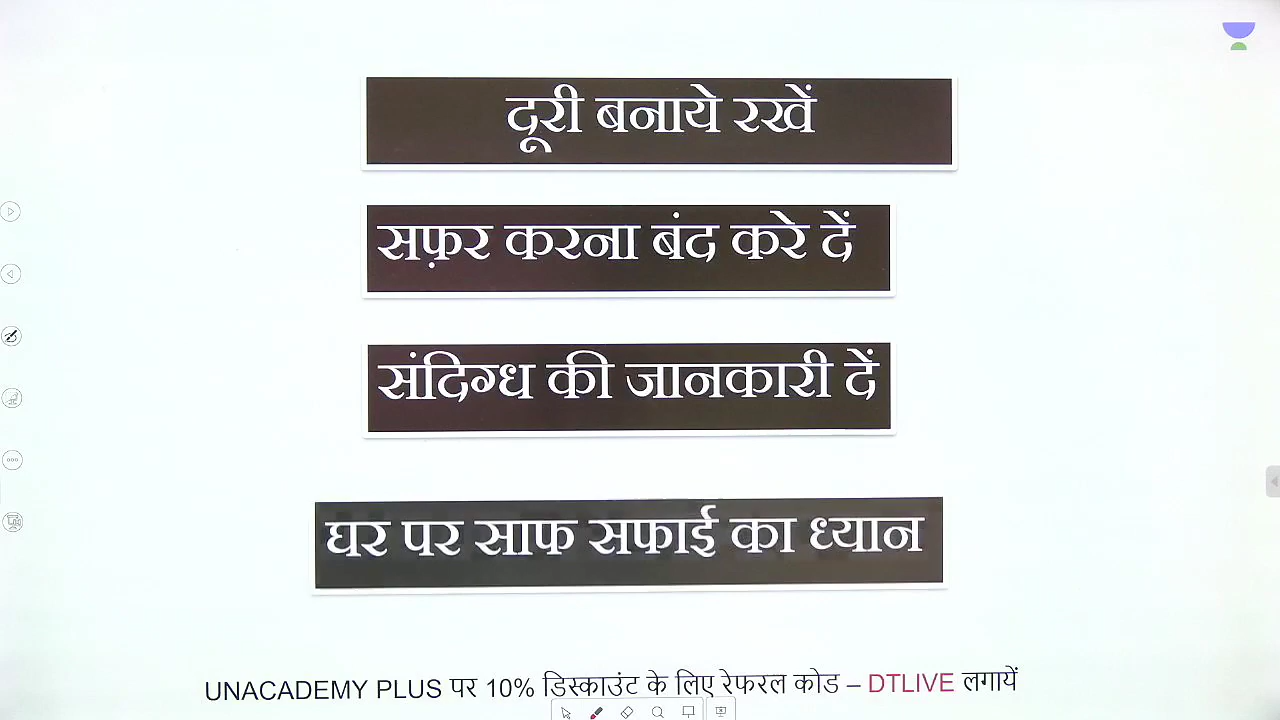 दूरी बनाये रखें
सफ़र करना बंद करे दें
संदिग्ध की जानकारी दें
घर पर साफ सफाई का ध्यान
UNACADEMY PLUS पर 10% डिस्काउंट के लिए रेफरल कोड – DTLIVE लगायें